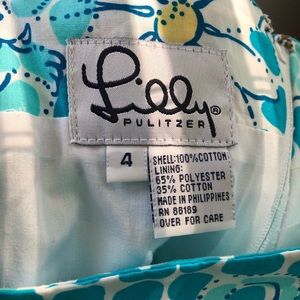 Lilly®
PULITZER
4
SHELL:100%COTTON
LINING:
65% POLYESTER
35% COTTON
MADE IN PHILIPPINES
RN 88189
OVER FOR CARE